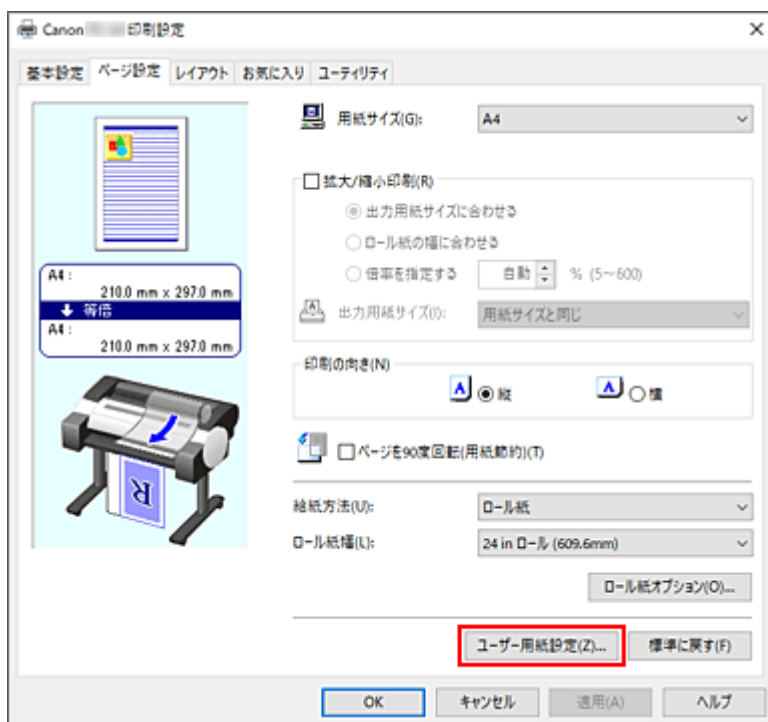 Canon 印刷設定
基本設定 ページ設定 レイアウト お気に入り ユーティリティ
用紙サイズ(G): A4
拡大/縮小印刷(R)
出力用紙サイズに合わせる
ロール紙の幅に合わせる
倍率を指定する 自動 % (5～600)
出力用紙サイズ(I): 用紙サイズと同じ
A4 :
210.0 mm x 297.0 mm
等倍
A4 :
210.0 mm x 297.0 mm
印刷の向き(N)
A 縦 A 横
ページを90度回転(用紙節約)(T)
R
給紙方法(U): ロール紙
ロール紙幅(L): 24 in ロール (609.6mm)
ロール紙オプション(O)...
ユーザー用紙設定(Z)... 標準に戻す(F)
OK キャンセル 適用(A) ヘルプ